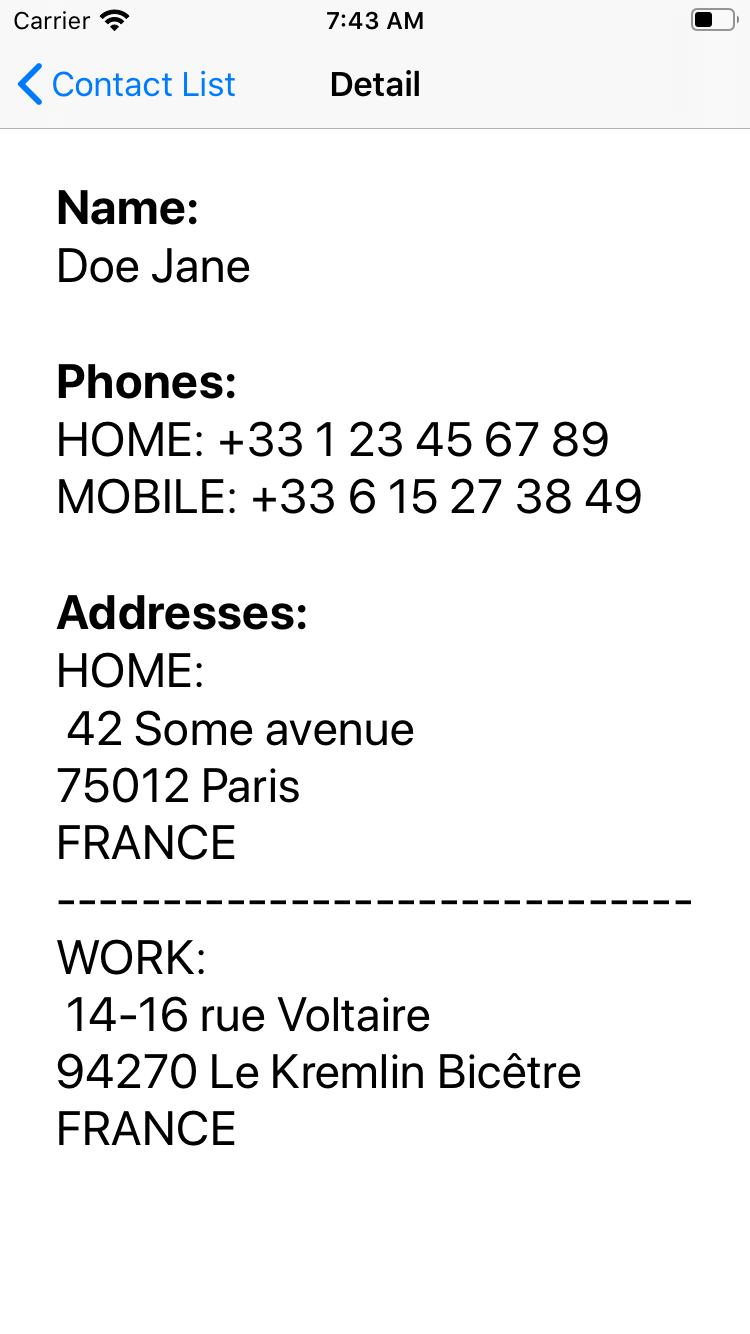 Carrier 7:43 AM
Contact List Detail
Name:
Doe Jane
Phones:
HOME: +33 1 23 45 67 89
MOBILE: +33 6 15 27 38 49
Addresses:
HOME:
42 Some avenue
75012 Paris
FRANCE
------------------------------
WORK:
14-16 rue Voltaire
94270 Le Kremlin Bicêtre
FRANCE